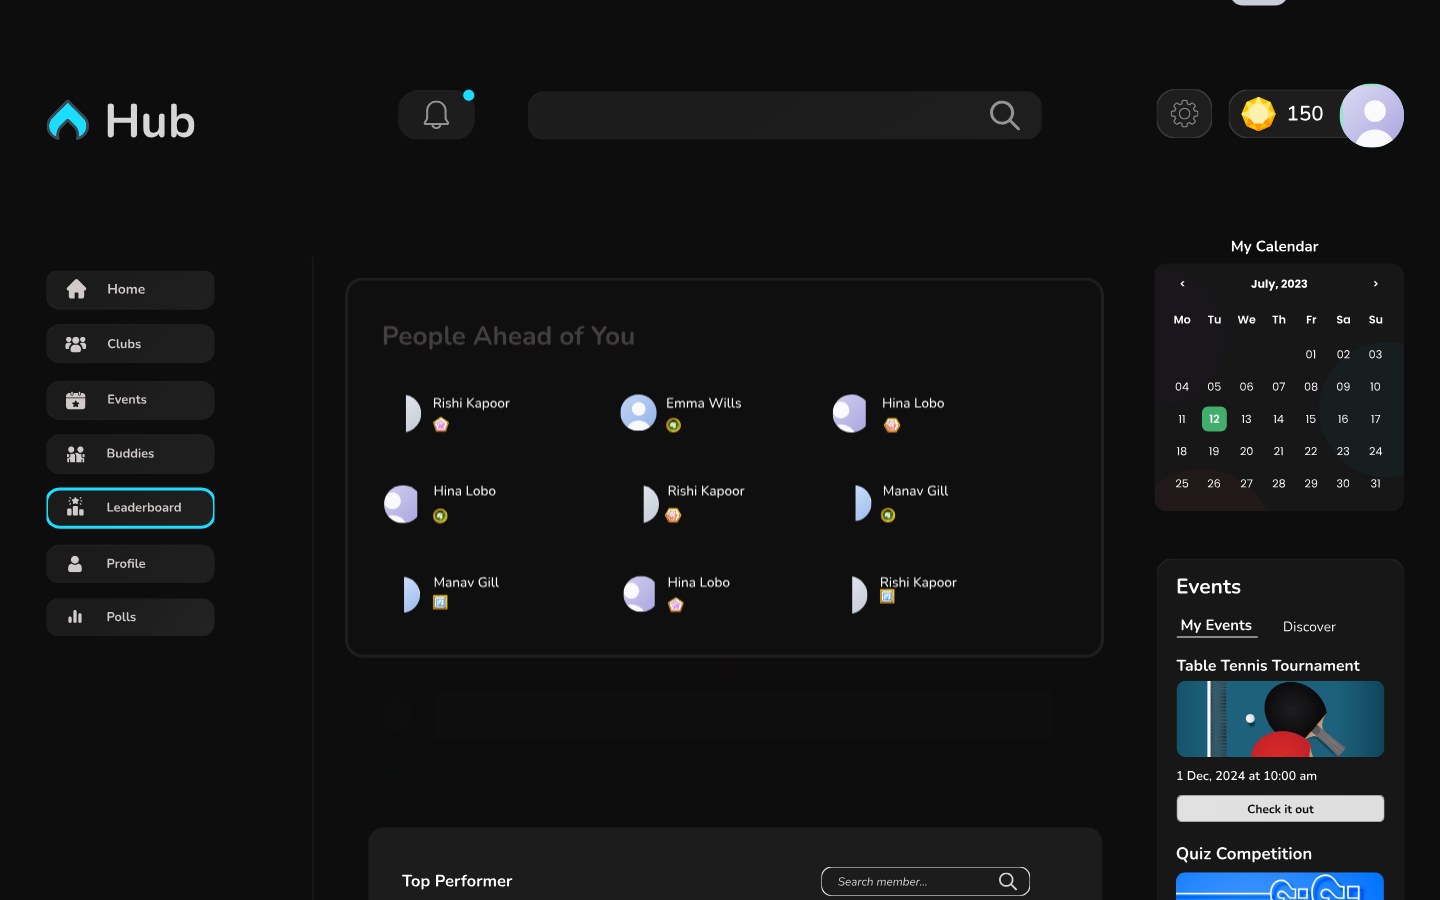 Hub
150
Home
Clubs
Events
Buddies
Leaderboard
Profile
Polls
People Ahead of You
Rishi Kapoor
Emma Wills
Hina Lobo
Hina Lobo
Rishi Kapoor
Manav Gill
Manav Gill
Hina Lobo
Rishi Kapoor
Top Performer
Search member...
My Calendar
‹ July, 2023 ›
Mo Tu We Th Fr Sa Su
01 02 03
04 05 06 07 08 09 10
11 12 13 14 15 16 17
18 19 20 21 22 23 24
25 26 27 28 29 30 31
Events
My Events Discover
Table Tennis Tournament
1 Dec, 2024 at 10:00 am
Check it out
Quiz Competition